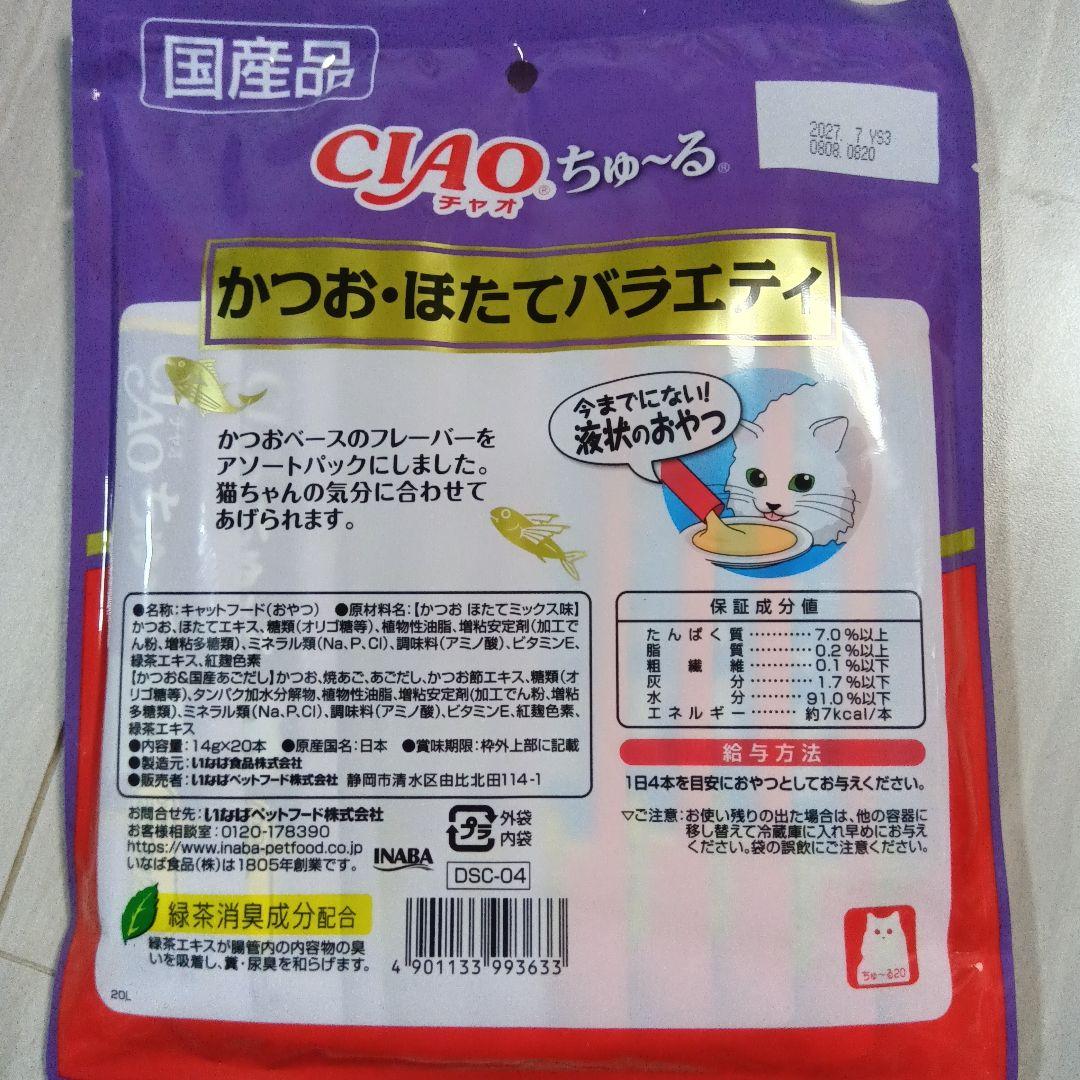 国産品
2027. 7 YS3
0808. 0820
CIAO® ちゅ〜る®
チャオ
かつお・ほたてバラエティ
今までにない!
液状のおやつ
かつおベースのフレーバーを
アソートパックにしました。
猫ちゃんの気分に合わせて
あげられます。
●名称:キャットフード(おやつ) ●原材料名:【かつお ほたてミックス味】
かつお、ほたてエキス、糖類(オリゴ糖等)、植物性油脂、増粘安定剤(加工で
ん粉、増粘多糖類)、ミネラル類(Na、P、Cl)、調味料(アミノ酸)、ビタミンE、
緑茶エキス、紅麹色素
【かつお&国産あごだし】かつお、焼あご、あごだし、かつお節エキス、糖類(オ
リゴ糖等)、タンパク加水分解物、植物性油脂、増粘安定剤(加工でん粉、増粘
多糖類)、ミネラル類(Na、P、Cl)、調味料(アミノ酸)、ビタミンE、紅麹色素、
緑茶エキス
●内容量:14g×20本 ●原産国名:日本 ●賞味期限:枠外上部に記載
●製造元:いなば食品株式会社
●販売者:いなばペットフード株式会社 静岡市清水区由比北田114-1
保証成分値
たんぱく質………7.0%以上
脂質………0.2%以上
粗繊維………0.1%以下
灰分………1.7%以下
水分………91.0%以下
エネルギー………約7kcal/本
給与方法
1日4本を目安におやつとしてお与えください。
▽ご注意:お使い残りの出た場合は、他の容器に
移し替えて冷蔵庫に入れ早めにお与え
ください。袋の誤飲にご注意ください。
お問合せ先:いなばペットフード株式会社
お客様相談室:0120-178390
https://www.inaba-petfood.co.jp
いなば食品(株)は1805年創業です。
INABA
プラ
外袋
内袋
DSC-04
緑茶消臭成分配合
緑茶エキスが腸管内の内容物の臭
いを吸着し、糞・尿臭を和らげます。
4 901133 993633
ちゅ〜る20
20L